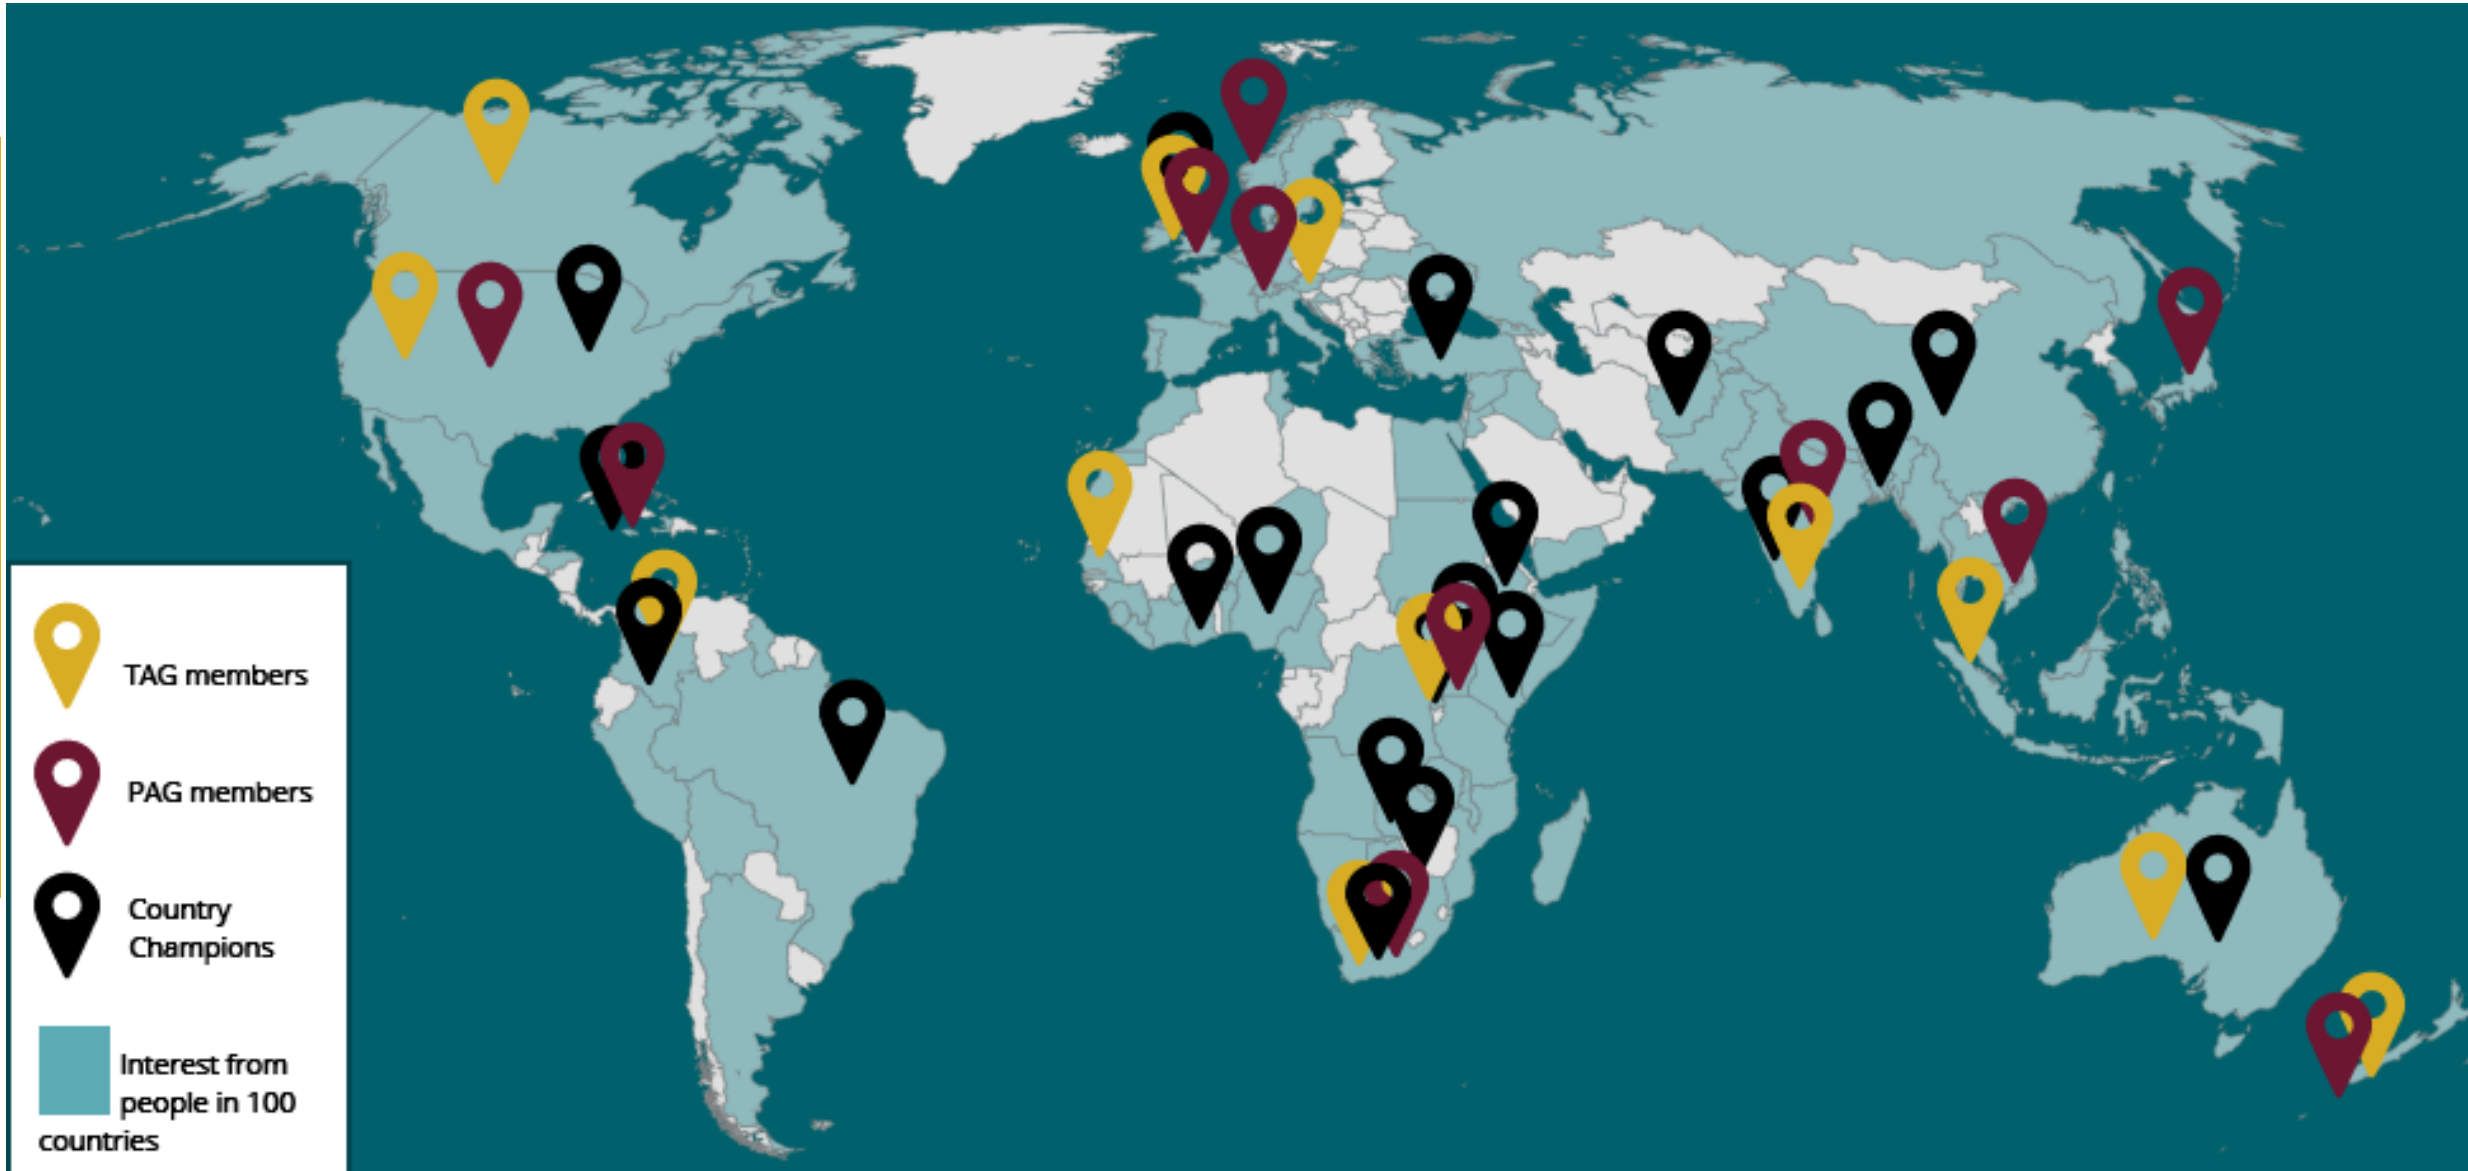 TAG members
PAG members
Country
Champions
Interest from
people in 100
countries